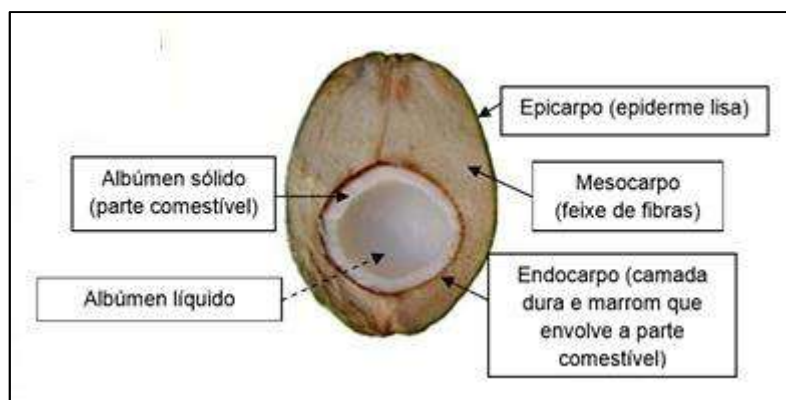 Epicarpo (epiderme lisa)
Albúmen sólido
(parte comestível)
Mesocarpo
(feixe de fibras)
Albúmen líquido
Endocarpo (camada
dura e marrom que
envolve a parte
comestível)